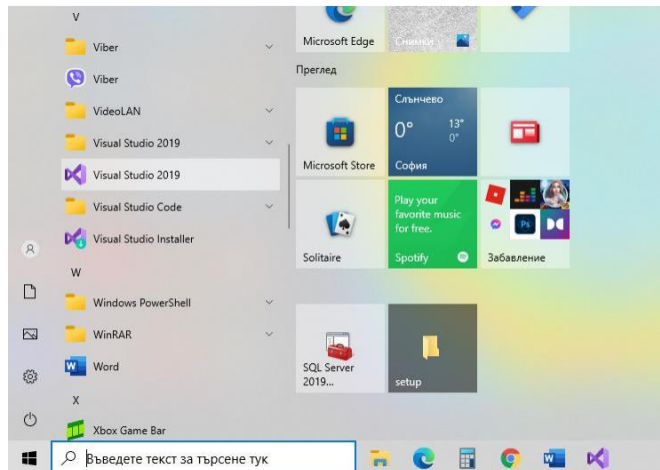 V
Viber
Viber
VideoLAN
Visual Studio 2019
Visual Studio 2019
Visual Studio Code
Visual Studio Installer
W
Windows PowerShell
WinRAR
Word
X
Xbox Game Bar
Microsoft Edge
Снимки
Преглед
Microsoft Store
Слънчево
0°
13°
0°
София
Solitaire
Play your
favorite music
for free.
Spotify
Ps
Забавление
SQL Server
2019...
setup
Въведете текст за търсене тук